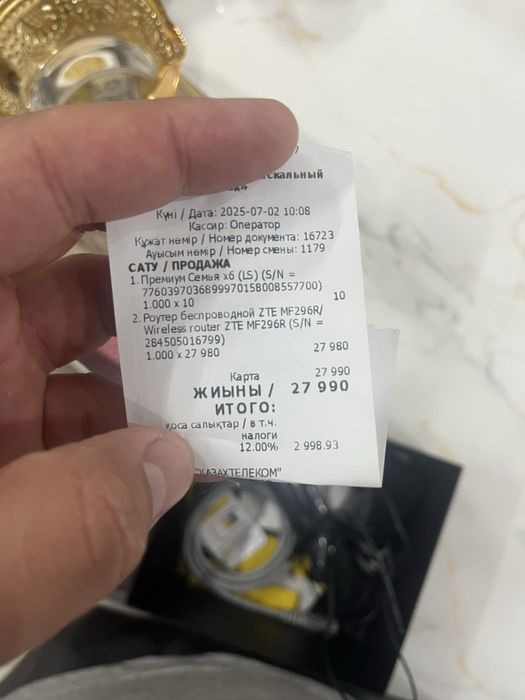 скальный
Күні / Дата: 2025-07-02 10:08
Кассир: Оператор
Құжат нөмір / Номер документа: 16723
Ауысым нөмір / Номер смены: 1179
САТУ / ПРОДАЖА
1. Премиум Семья x6 (LS) (S/N =
7760397036899970158008557700)
1.000 x 10 10
2. Роутер беспроводной ZTE MF296R/
Wireless router ZTE MF296R (S/N =
284505016799)
1.000 x 27 980 27 980
Карта 27 990
ЖИЫНЫ / 27 990
ИТОГО:
қоса салықтар / в т.ч.
налоги
12.00% 2 998.93
"КАЗАХТЕЛЕКОМ"